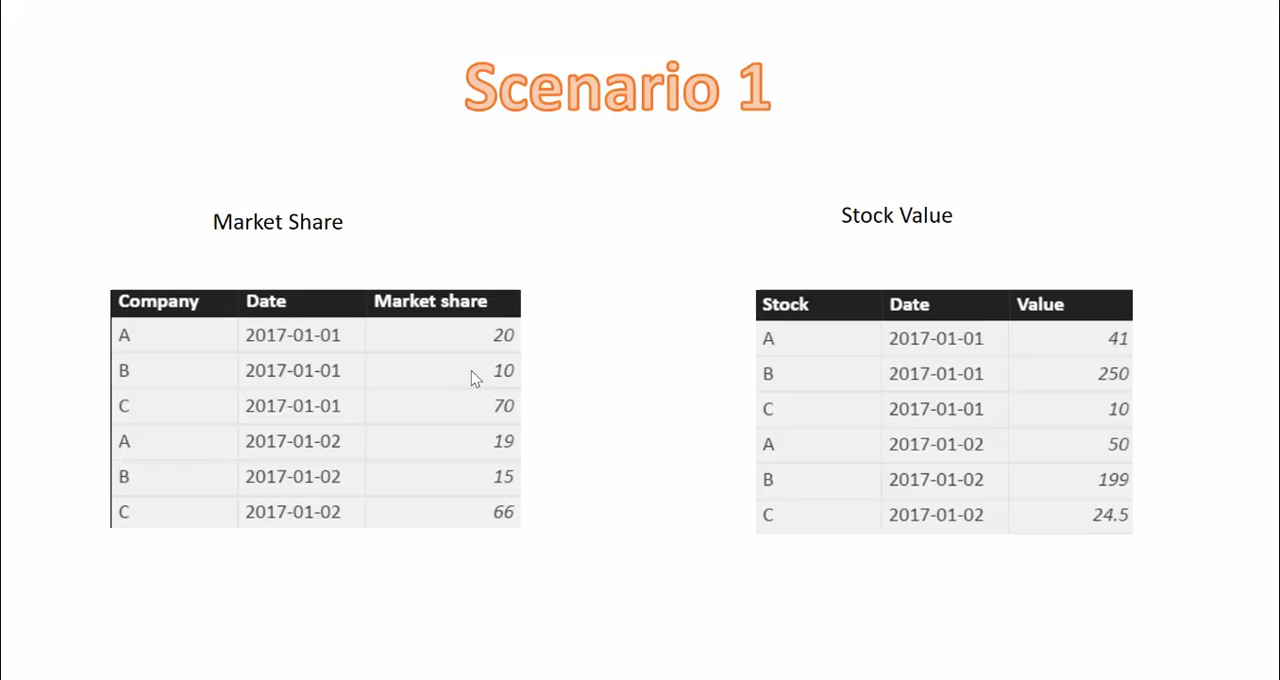 Scenario 1
Market Share
Stock Value
Company Date Market share
A 2017-01-01 20
B 2017-01-01 10
C 2017-01-01 70
A 2017-01-02 19
B 2017-01-02 15
C 2017-01-02 66
Stock Date Value
A 2017-01-01 41
B 2017-01-01 250
C 2017-01-01 10
A 2017-01-02 50
B 2017-01-02 199
C 2017-01-02 24.5